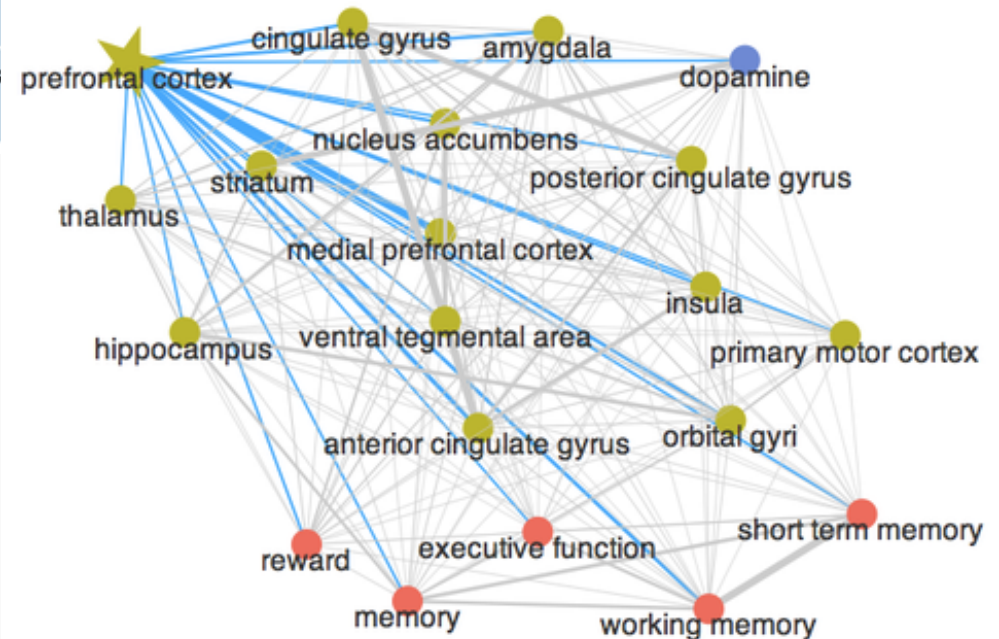 cingulate gyrus
amygdala
prefrontal cortex
dopamine
nucleus accumbens
posterior cingulate gyrus
striatum
thalamus
medial prefrontal cortex
insula
ventral tegmental area
hippocampus
primary motor cortex
anterior cingulate gyrus
orbital gyri
short term memory
executive function
reward
memory
working memory